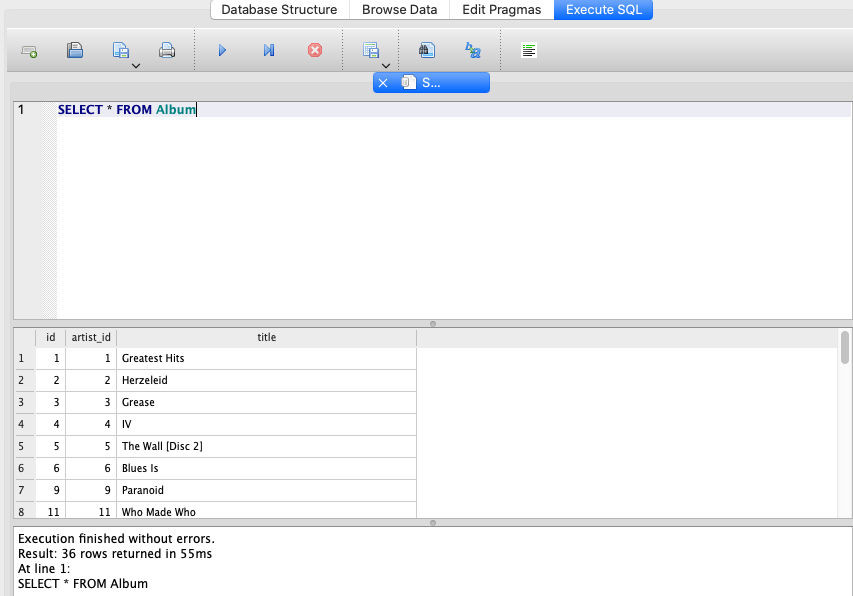 Database Structure Browse Data Edit Pragmas Execute SQL
S...
1 SELECT * FROM Album
id artist_id title
1 1 1 Greatest Hits
2 2 2 Herzeleid
3 3 3 Grease
4 4 4 IV
5 5 5 The Wall [Disc 2]
6 6 6 Blues Is
7 9 9 Paranoid
8 11 11 Who Made Who
Execution finished without errors.
Result: 36 rows returned in 55ms
At line 1:
SELECT * FROM Album